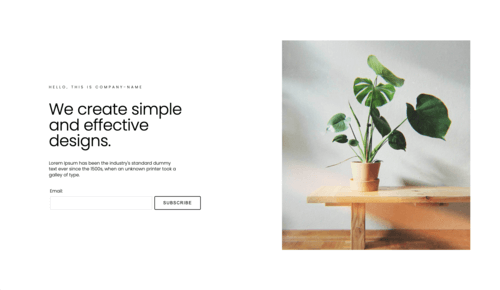 HELLO, THIS IS COMPANY-NAME
We create simple
and effective
designs.
Lorem Ipsum has been the industry's standard dummy
text ever since the 1500s, when an unknown printer took a
galley of type.
Email:
SUBSCRIBE